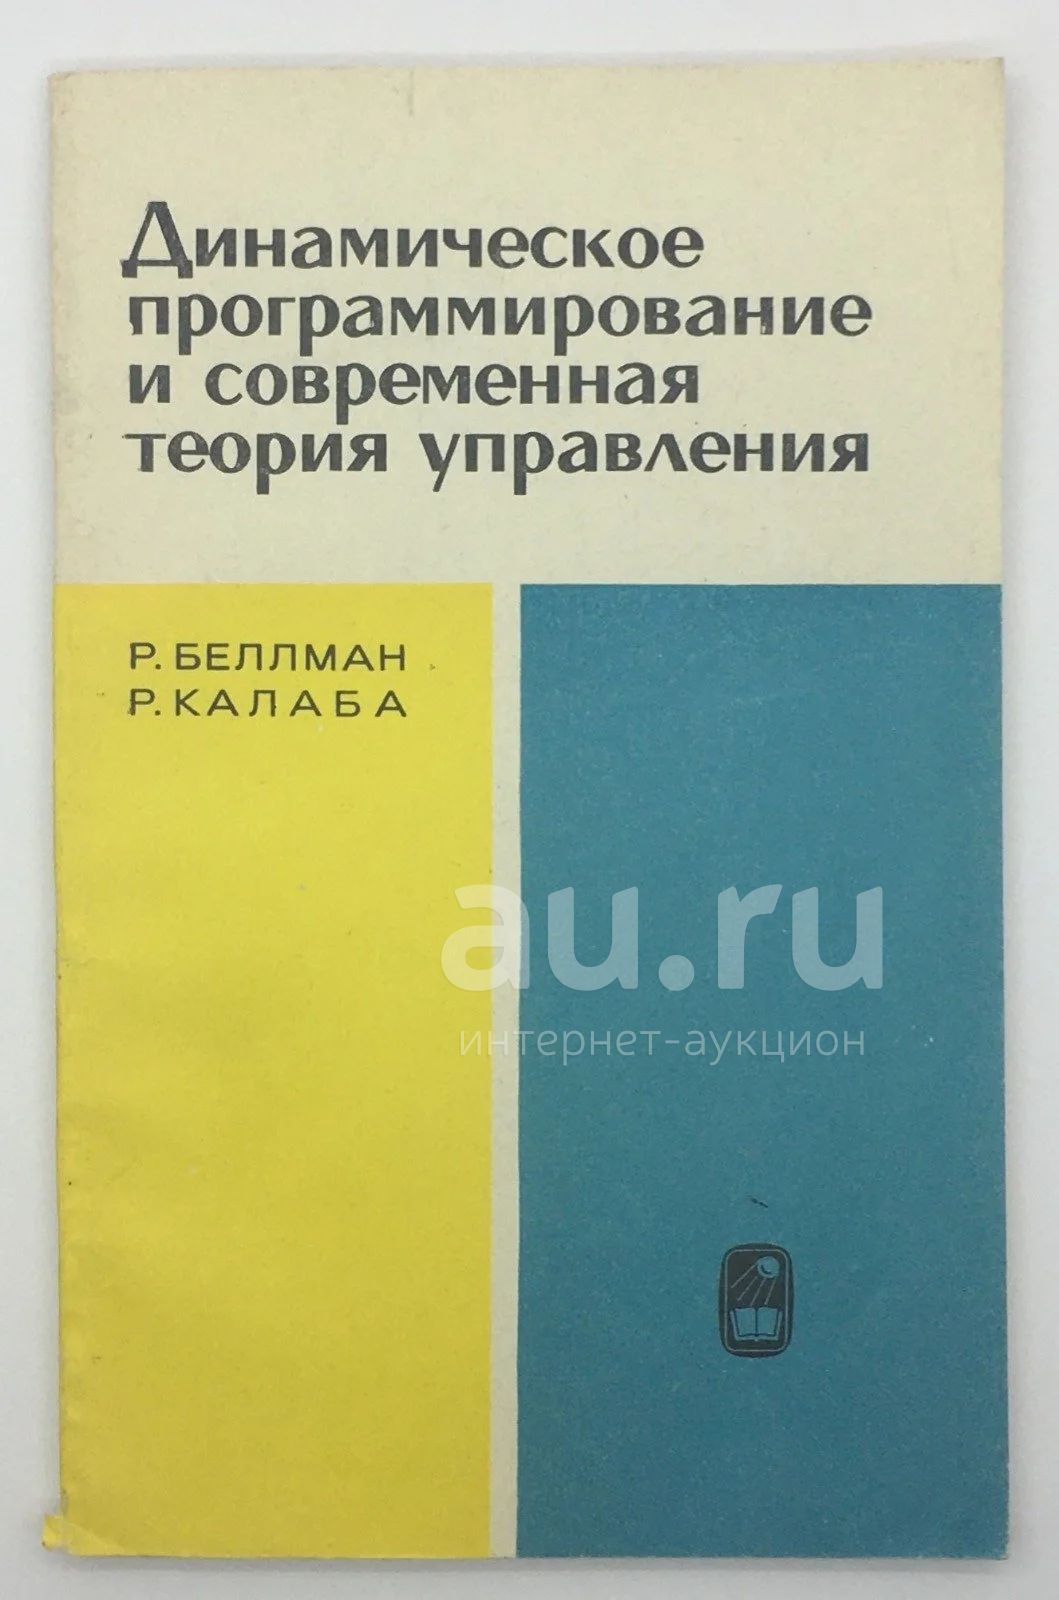 Динамическое
программирование
и современная
теория управления
Р. БЕЛЛМАН
Р. КАЛАБА
au.ru
интернет-аукцион